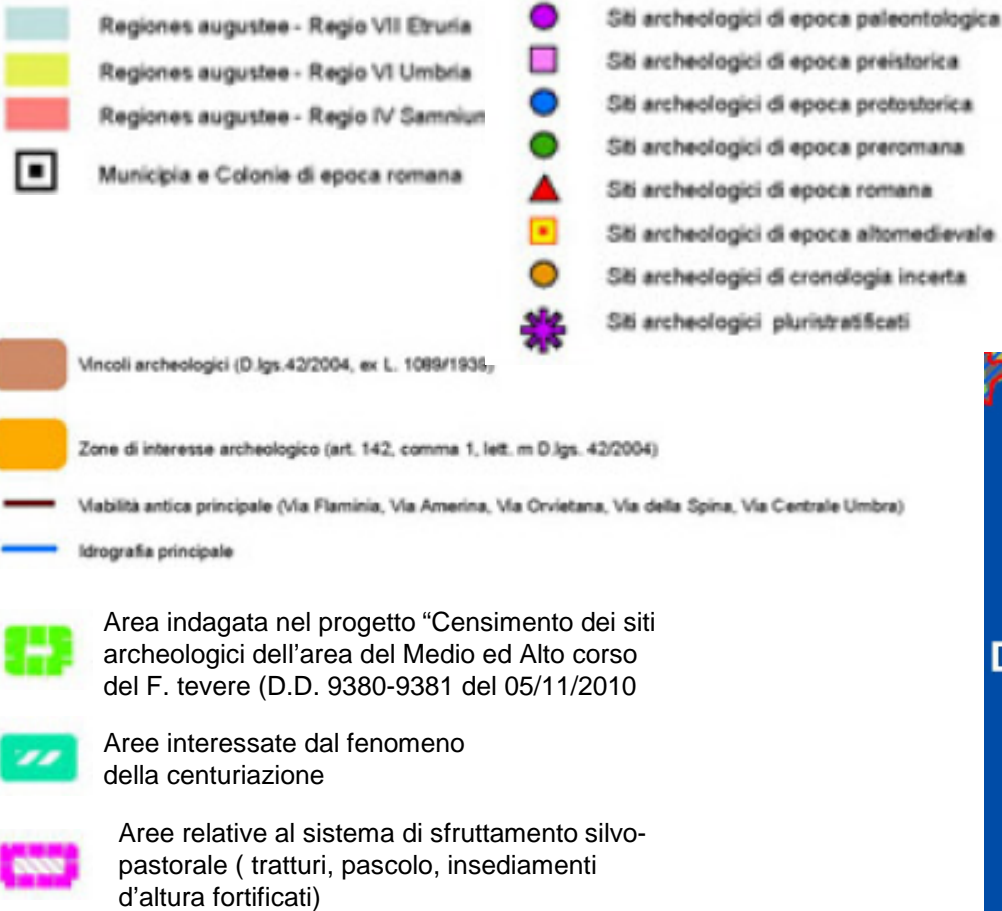 Regiones augustee - Regio VII Etruria
Regiones augustee - Regio VI Umbria
Regiones augustee - Regio IV Samniun
Municipia e Colonie di epoca romana
Siti archeologici di epoca paleontologica
Siti archeologici di epoca preistorica
Siti archeologici di epoca protostorica
Siti archeologici di epoca preromana
Siti archeologici di epoca romana
Siti archeologici di epoca altomedievale
Siti archeologici di cronologia incerta
Siti archeologici pluristratificati
Vincoli archeologici (D.lgs.42/2004, ex L. 1089/1939,
Zone di interesse archeologico (art. 142, comma 1, lett. m D.lgs. 42/2004)
Viabilità antica principale (Via Flaminia, Via Amerina, Via Orvietana, Via della Spina, Via Centrale Umbra)
Idrografia principale
Area indagata nel progetto “Censimento dei siti
archeologici dell’area del Medio ed Alto corso
del F. tevere (D.D. 9380-9381 del 05/11/2010
Aree interessate dal fenomeno
della centuriazione
Aree relative al sistema di sfruttamento silvo-
pastorale ( tratturi, pascolo, insediamenti
d’altura fortificati)